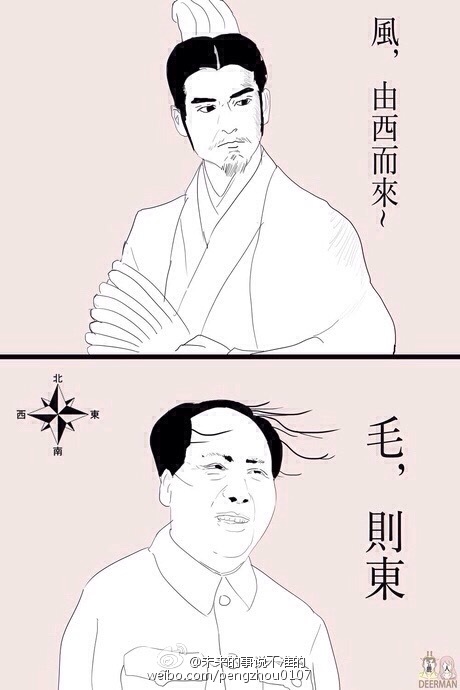 風，由西而來~
北
西 東
南
毛，則東
@未来的事说不准的
weibo.com/pengzhou0107
DEERMAN